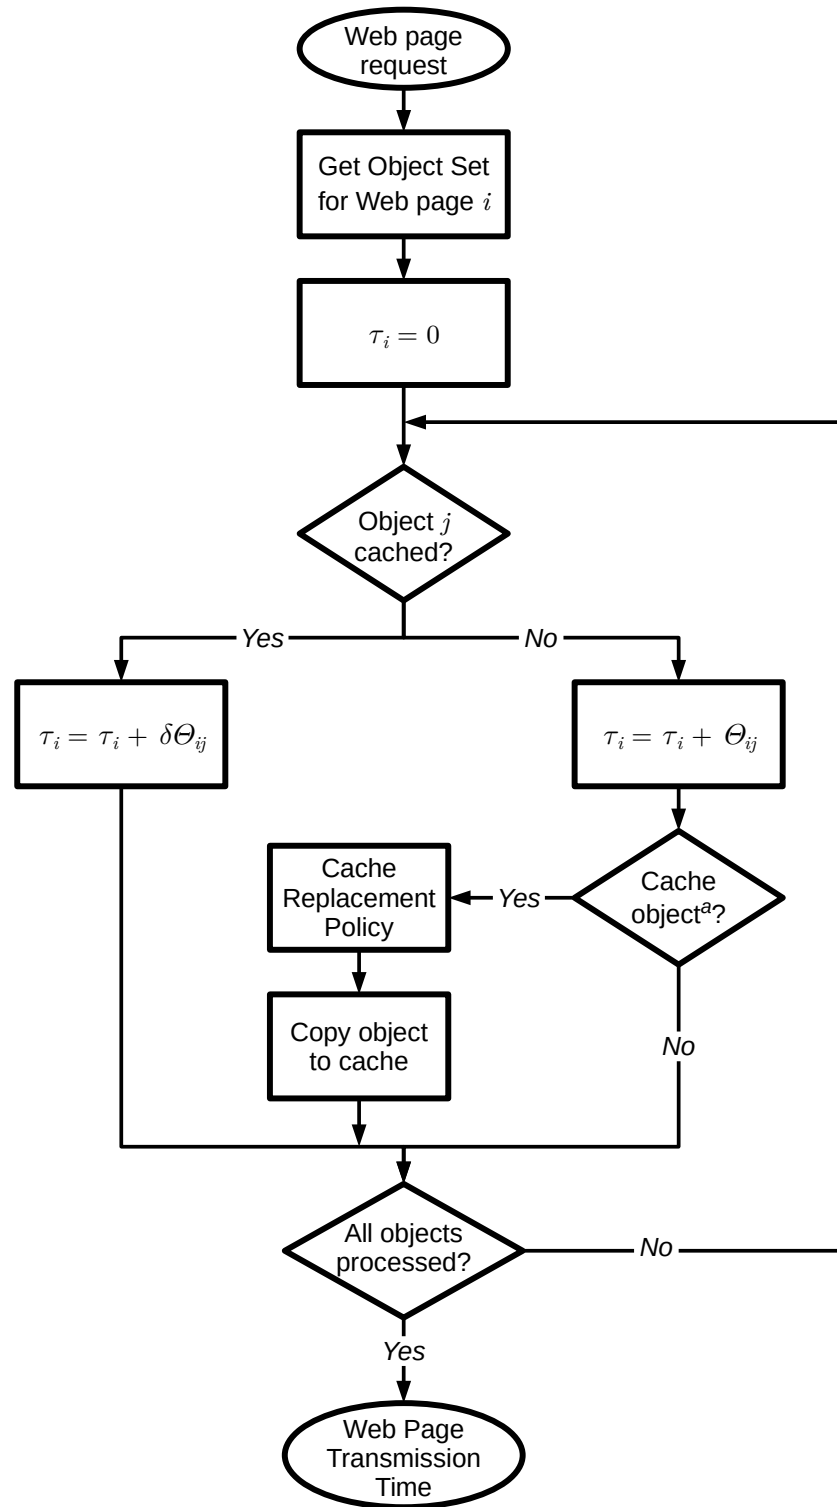 Web page
request
Get Object Set
for Web page i
τi = 0
Object j
cached?
Yes
No
τi = τi + δΘij
τi = τi + Θij
Cache
Replacement
Policy
Yes
Cache
objectᵃ?
Copy object
to cache
No
All objects
processed?
No
Yes
Web Page
Transmission
Time